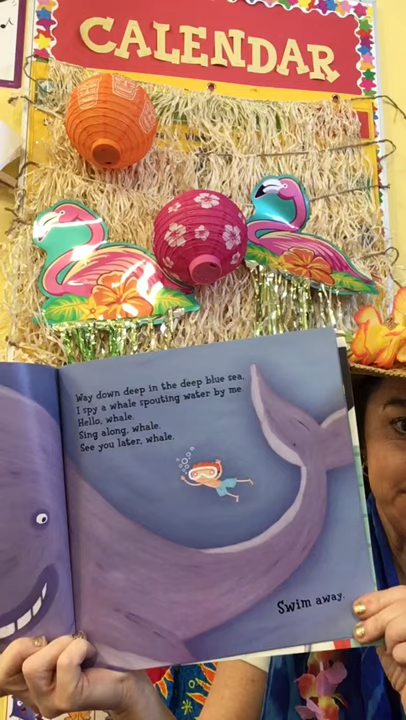 CALENDAR
Way down deep in the deep blue sea,
I spy a whale spouting water by me.
Hello, whale.
Sing along, whale.
See you later, whale.
Swim away.